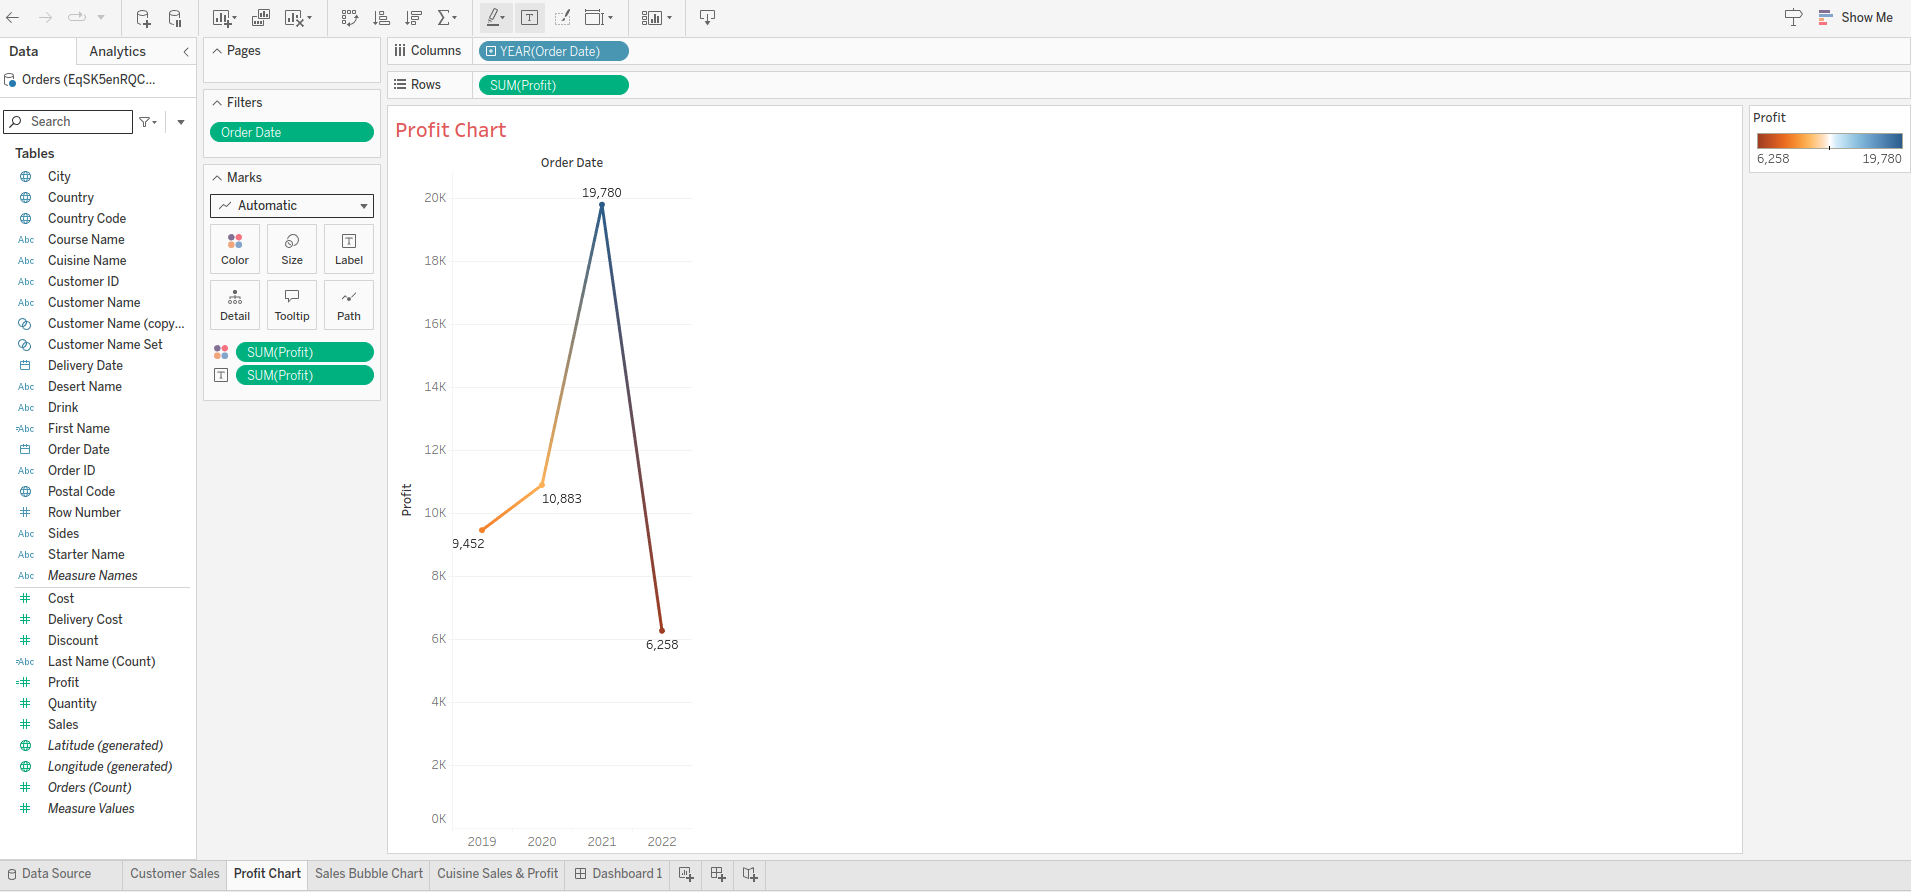 Show Me
Data
Analytics
Orders (EqSK5enRQC...
Search
Tables
City
Country
Country Code
Abc Course Name
Abc Cuisine Name
Abc Customer ID
Abc Customer Name
Customer Name (copy...
Customer Name Set
Delivery Date
Abc Desert Name
Abc Drink
=Abc First Name
Order Date
Abc Order ID
Postal Code
# Row Number
Abc Sides
Abc Starter Name
Abc Measure Names
# Cost
# Delivery Cost
# Discount
=Abc Last Name (Count)
=# Profit
# Quantity
# Sales
Latitude (generated)
Longitude (generated)
# Orders (Count)
# Measure Values
Pages
Filters
Order Date
Marks
Automatic
Color
Size
T
Label
Detail
Tooltip
Path
SUM(Profit)
T SUM(Profit)
Columns
YEAR(Order Date)
Rows
SUM(Profit)
Profit Chart
Order Date
Profit
20K
18K
16K
14K
12K
10K
8K
6K
4K
2K
0K
9,452
10,883
19,780
6,258
2019
2020
2021
2022
Profit
6,258
19,780
Data Source
Customer Sales
Profit Chart
Sales Bubble Chart
Cuisine Sales & Profit
Dashboard 1